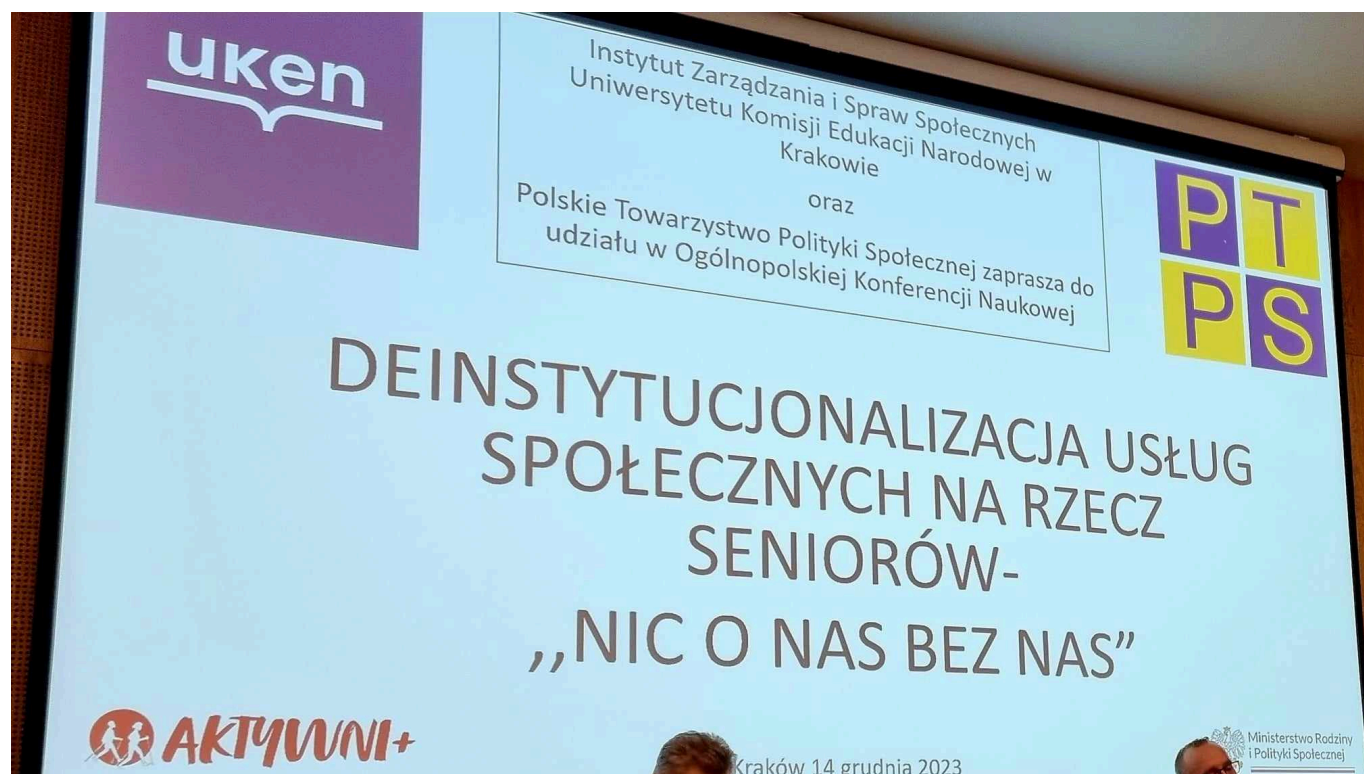 uken
Instytut Zarządzania i Spraw Społecznych
Uniwersytetu Komisji Edukacji Narodowej w
Krakowie
oraz
Polskie Towarzystwo Polityki Społecznej zaprasza do
udziału w Ogólnopolskiej Konferencji Naukowej
PT
PS
DEINSTYTUCJONALIZACJA USŁUG
SPOŁECZNYCH NA RZECZ
SENIORÓW-
,,NIC O NAS BEZ NAS”
AKTYWNI+
Kraków 14 grudnia 2023
Ministerstwo Rodziny
i Polityki Społecznej